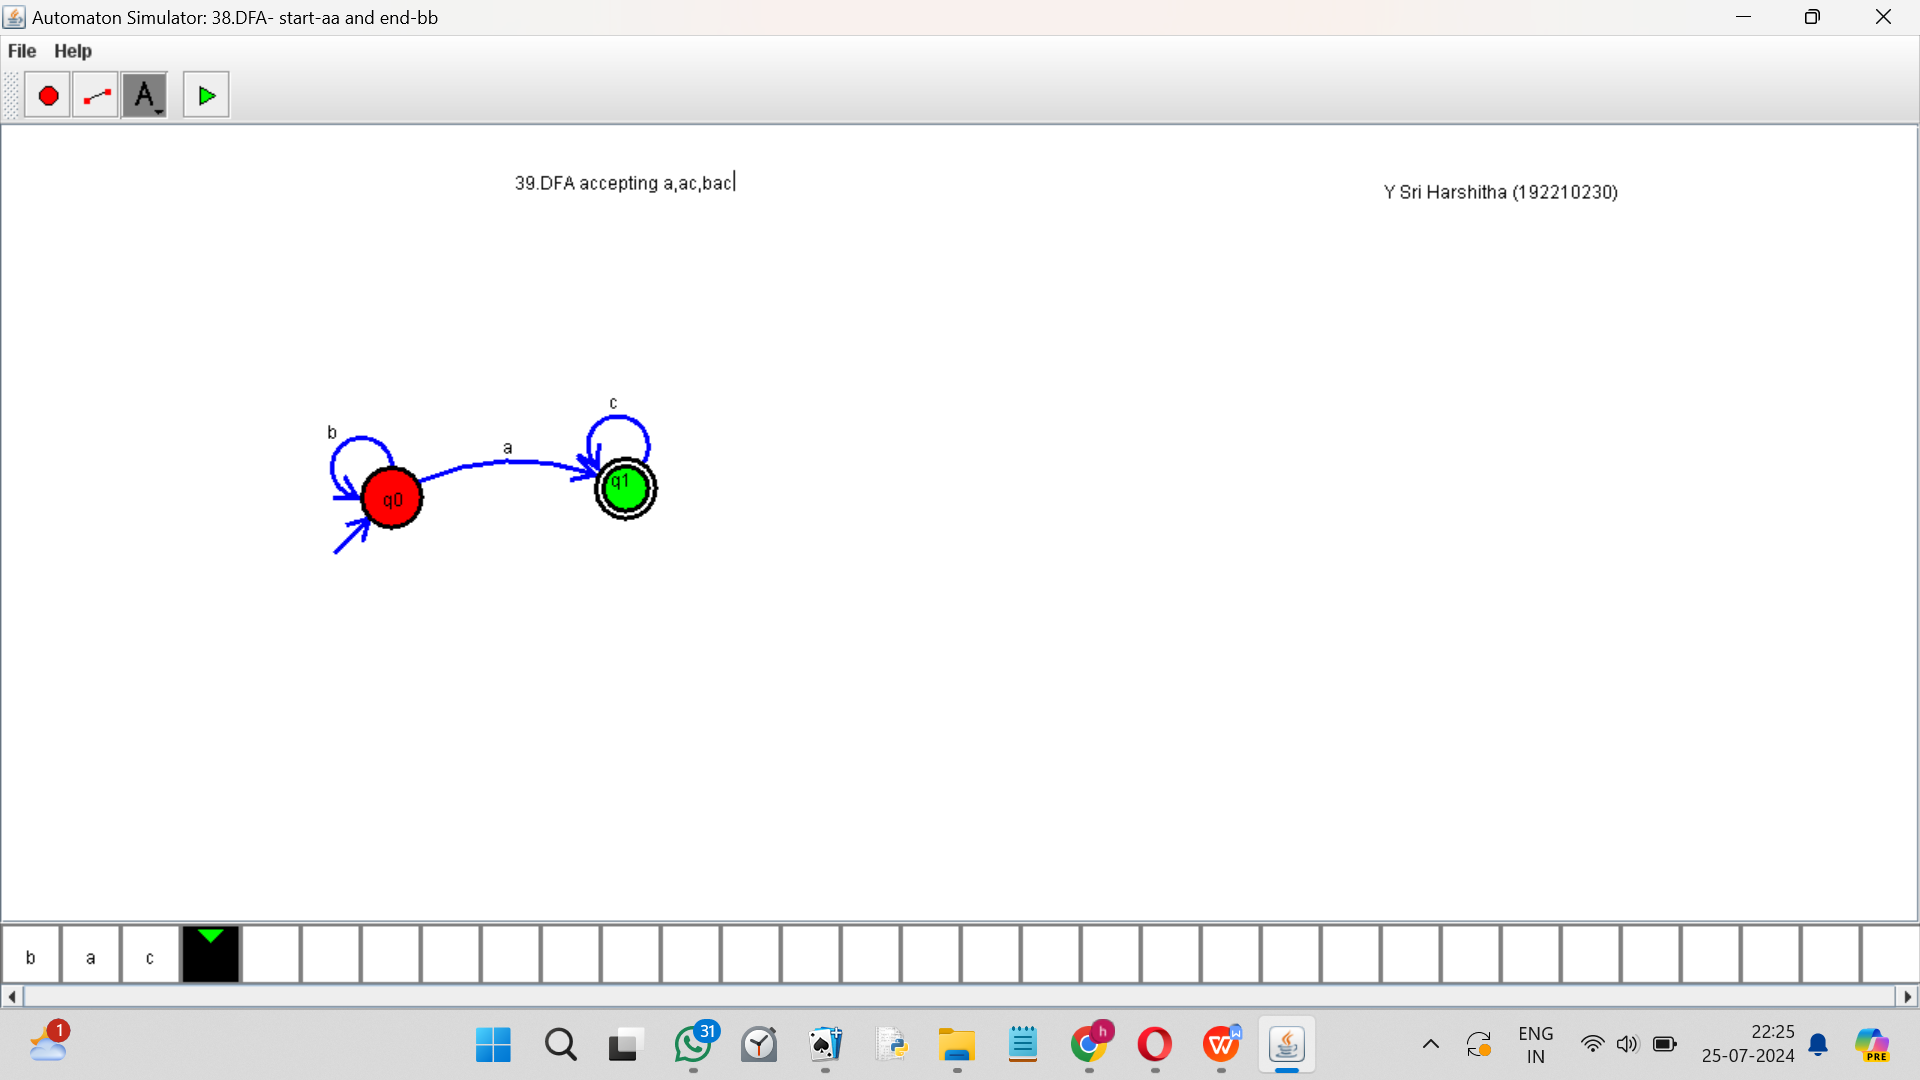 Automaton Simulator: 38.DFA- start-aa and end-bb
File Help
A
39.DFA accepting a,ac,bac
Y Sri Harshitha (192210230)
c
b
a
q1
q0
b a c
1
31
h
W
W
ENG
IN
22:25
25-07-2024
PRE